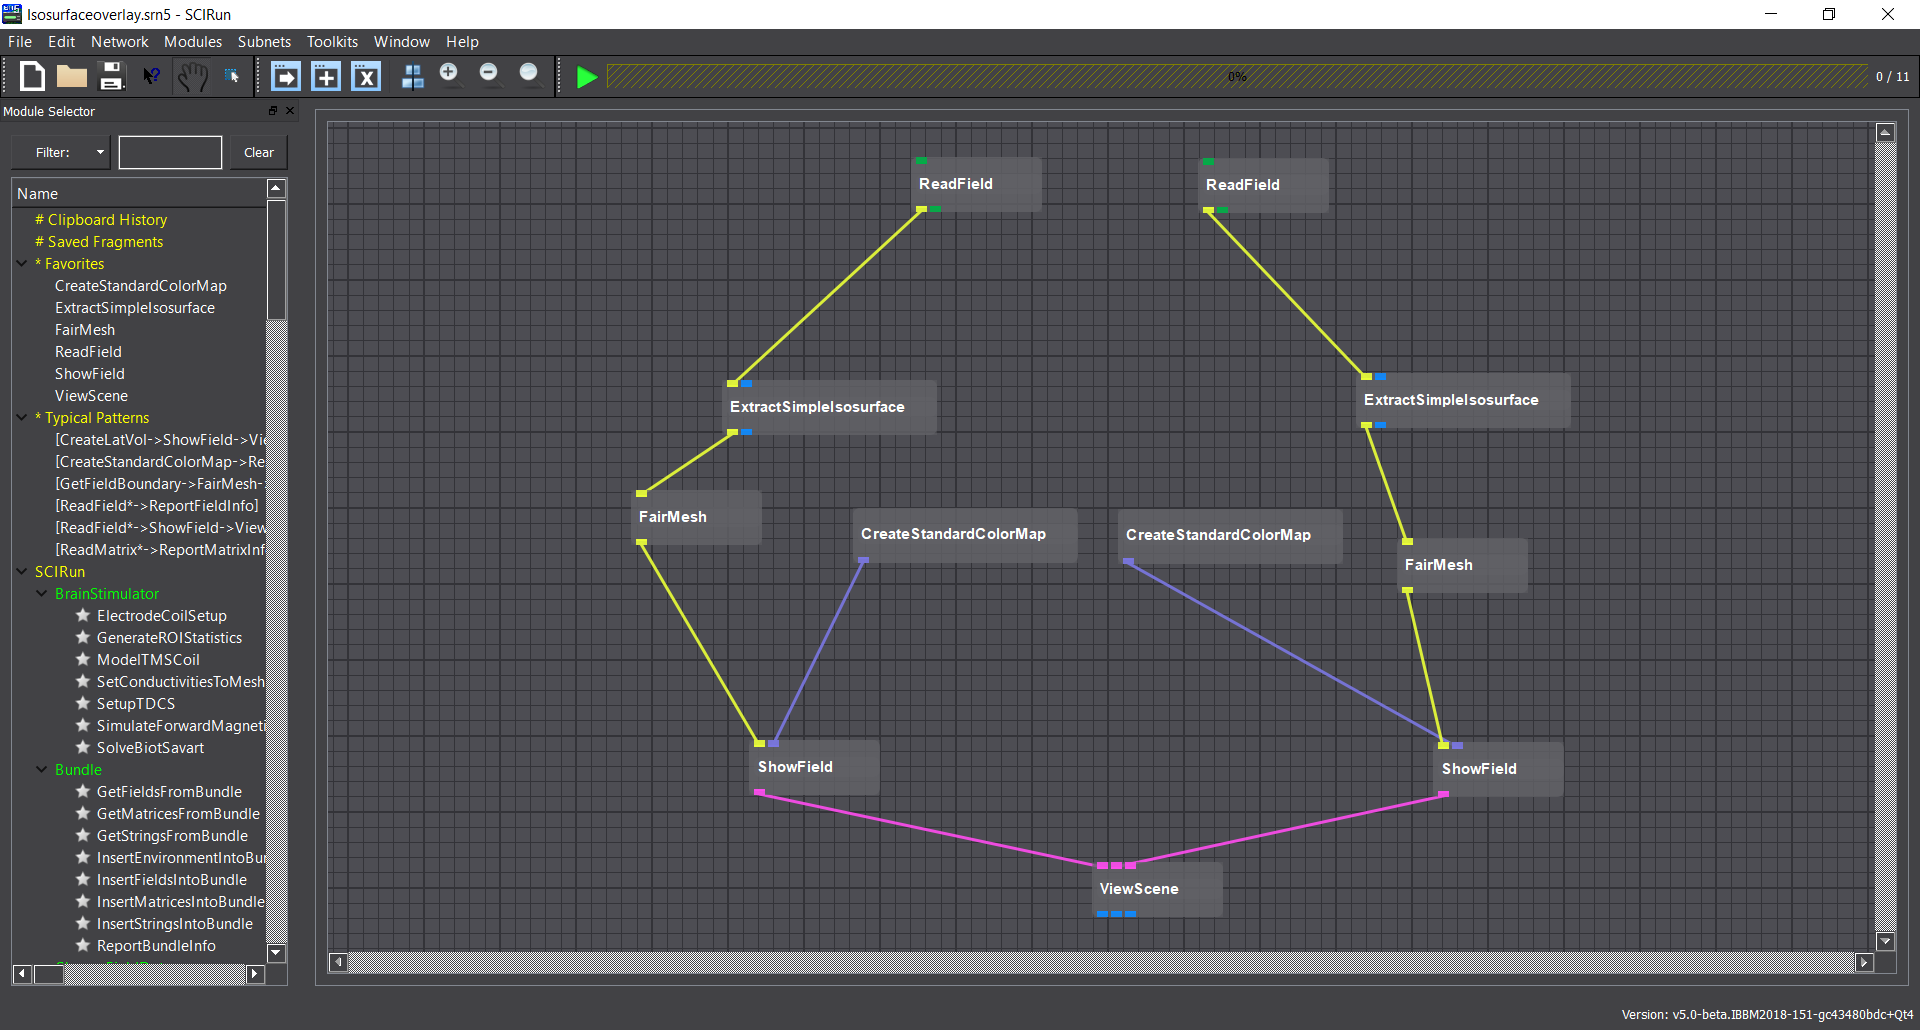 Isosurfaceoverlay.srn5 - SCIRun
File Edit Network Modules Subnets Toolkits Window Help
0%
0 / 11
Module Selector
Filter:
Clear
Name
# Clipboard History
# Saved Fragments
* Favorites
CreateStandardColorMap
ExtractSimpleIsosurface
FairMesh
ReadField
ShowField
ViewScene
* Typical Patterns
[CreateLatVol->ShowField->Vie
[CreateStandardColorMap->Re
[GetFieldBoundary->FairMesh-
[ReadField*->ReportFieldInfo]
[ReadField*->ShowField->View
[ReadMatrix*->ReportMatrixInf
SCIRun
BrainStimulator
ElectrodeCoilSetup
GenerateROIStatistics
ModelTMSCoil
SetConductivitiesToMesh
SetupTDCS
SimulateForwardMagneti
SolveBiotSavart
Bundle
GetFieldsFromBundle
GetMatricesFromBundle
GetStringsFromBundle
InsertEnvironmentIntoBu
InsertFieldsIntoBundle
InsertMatricesIntoBundle
InsertStringsIntoBundle
ReportBundleInfo
ReadField
ReadField
ExtractSimpleIsosurface
ExtractSimpleIsosurface
FairMesh
CreateStandardColorMap
CreateStandardColorMap
FairMesh
ShowField
ShowField
ViewScene
Version: v5.0-beta.IBBM2018-151-gc43480bdc+Qt4